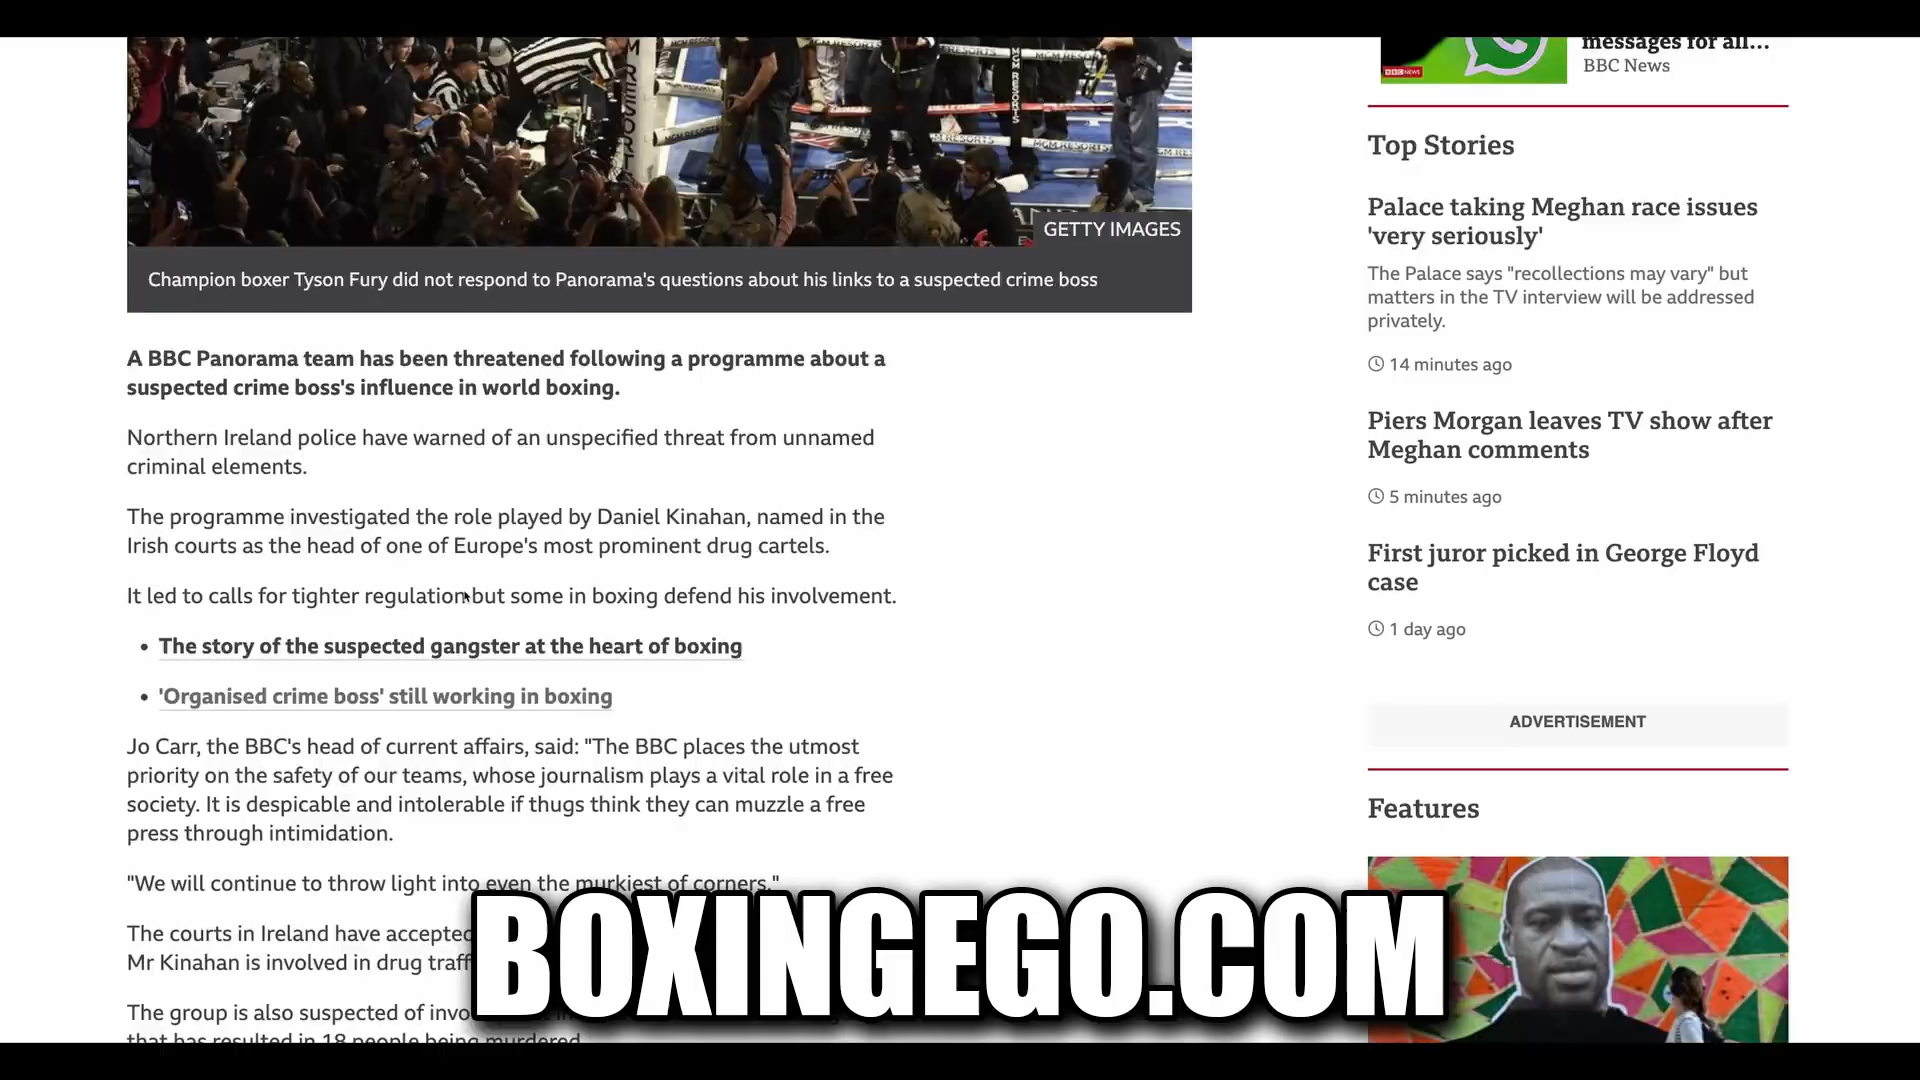 MGM RESORTS
MGM RESORTS
MGM RESORTS
GETTY IMAGES
Champion boxer Tyson Fury did not respond to Panorama's questions about his links to a suspected crime boss
A BBC Panorama team has been threatened following a programme about a
suspected crime boss's influence in world boxing.
Northern Ireland police have warned of an unspecified threat from unnamed
criminal elements.
The programme investigated the role played by Daniel Kinahan, named in the
Irish courts as the head of one of Europe's most prominent drug cartels.
It led to calls for tighter regulation but some in boxing defend his involvement.
• The story of the suspected gangster at the heart of boxing
• 'Organised crime boss' still working in boxing
Jo Carr, the BBC's head of current affairs, said: "The BBC places the utmost
priority on the safety of our teams, whose journalism plays a vital role in a free
society. It is despicable and intolerable if thugs think they can muzzle a free
press through intimidation.
"We will continue to throw light into even the murkiest of corners."
The courts in Ireland have accepted
Mr Kinahan is involved in drug traff
The group is also suspected of invo
that has resulted in 18 people being murdered
BOXINGEGO.COM
messages for all...
BBC NEWS
BBC News
Top Stories
Palace taking Meghan race issues
'very seriously'
The Palace says "recollections may vary" but
matters in the TV interview will be addressed
privately.
14 minutes ago
Piers Morgan leaves TV show after
Meghan comments
5 minutes ago
First juror picked in George Floyd
case
1 day ago
ADVERTISEMENT
Features